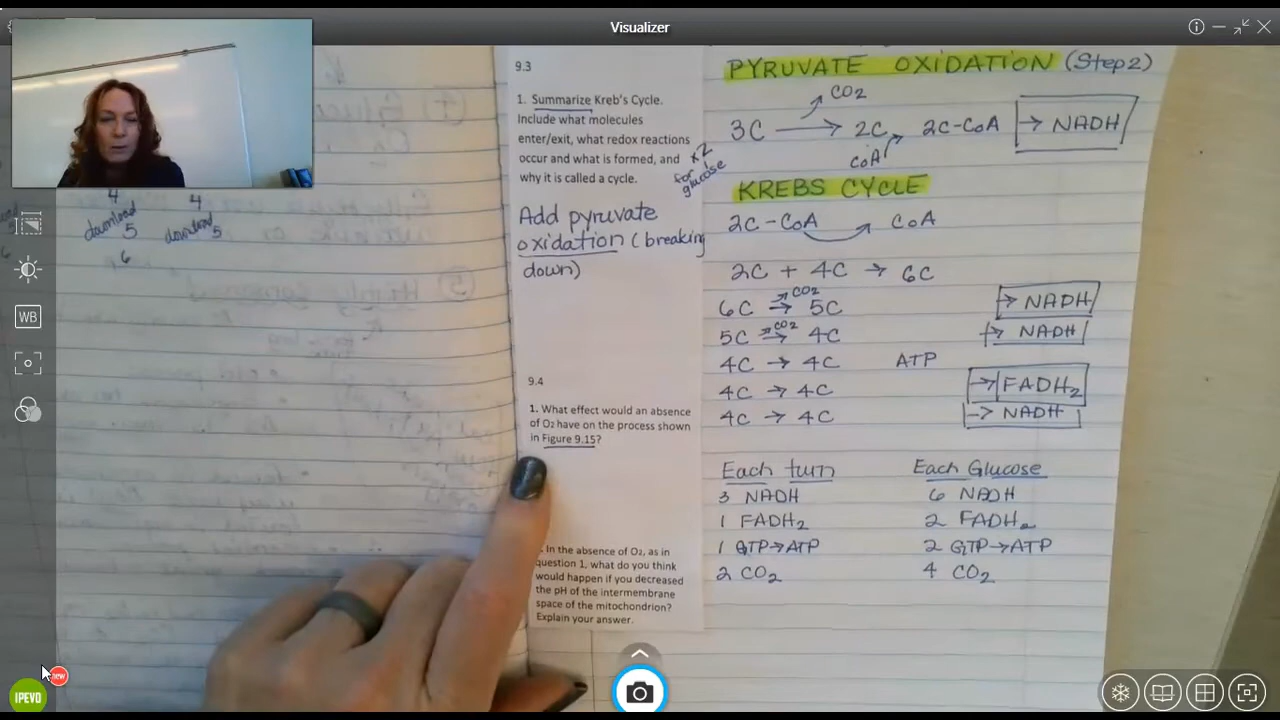 Visualizer
WB
new
IPEVO
4
4
download
5
download
5
6
9.3
1. Summarize Kreb's Cycle.
Include what molecules
enter/exit, what redox reactions
occur and what is formed, and
why it is called a cycle.
x2
for
glucose
Add pyruvate
oxidation (breaking
down)
9.4
1. What effect would an absence
of O2 have on the process shown
in Figure 9.15?
. In the absence of O2, as in
question 1, what do you think
would happen if you decreased
the pH of the intermembrane
space of the mitochondrion?
Explain your answer.
PYRUVATE OXIDATION (Step 2)
CO2
3C → 2C 2C-CoA → NADH
CoA
KREBS CYCLE
2C-CoA → CoA
2C + 4C → 6C
6C → CO2 5C → NADH
5C → CO2 4C → NADH
4C → 4C ATP
4C → 4C → FADH2
4C → 4C → NADH
Each turn Each Glucose
3 NADH 6 NADH
1 FADH2 2 FADH2
1 GTP→ATP 2 GTP→ATP
2 CO2 4 CO2